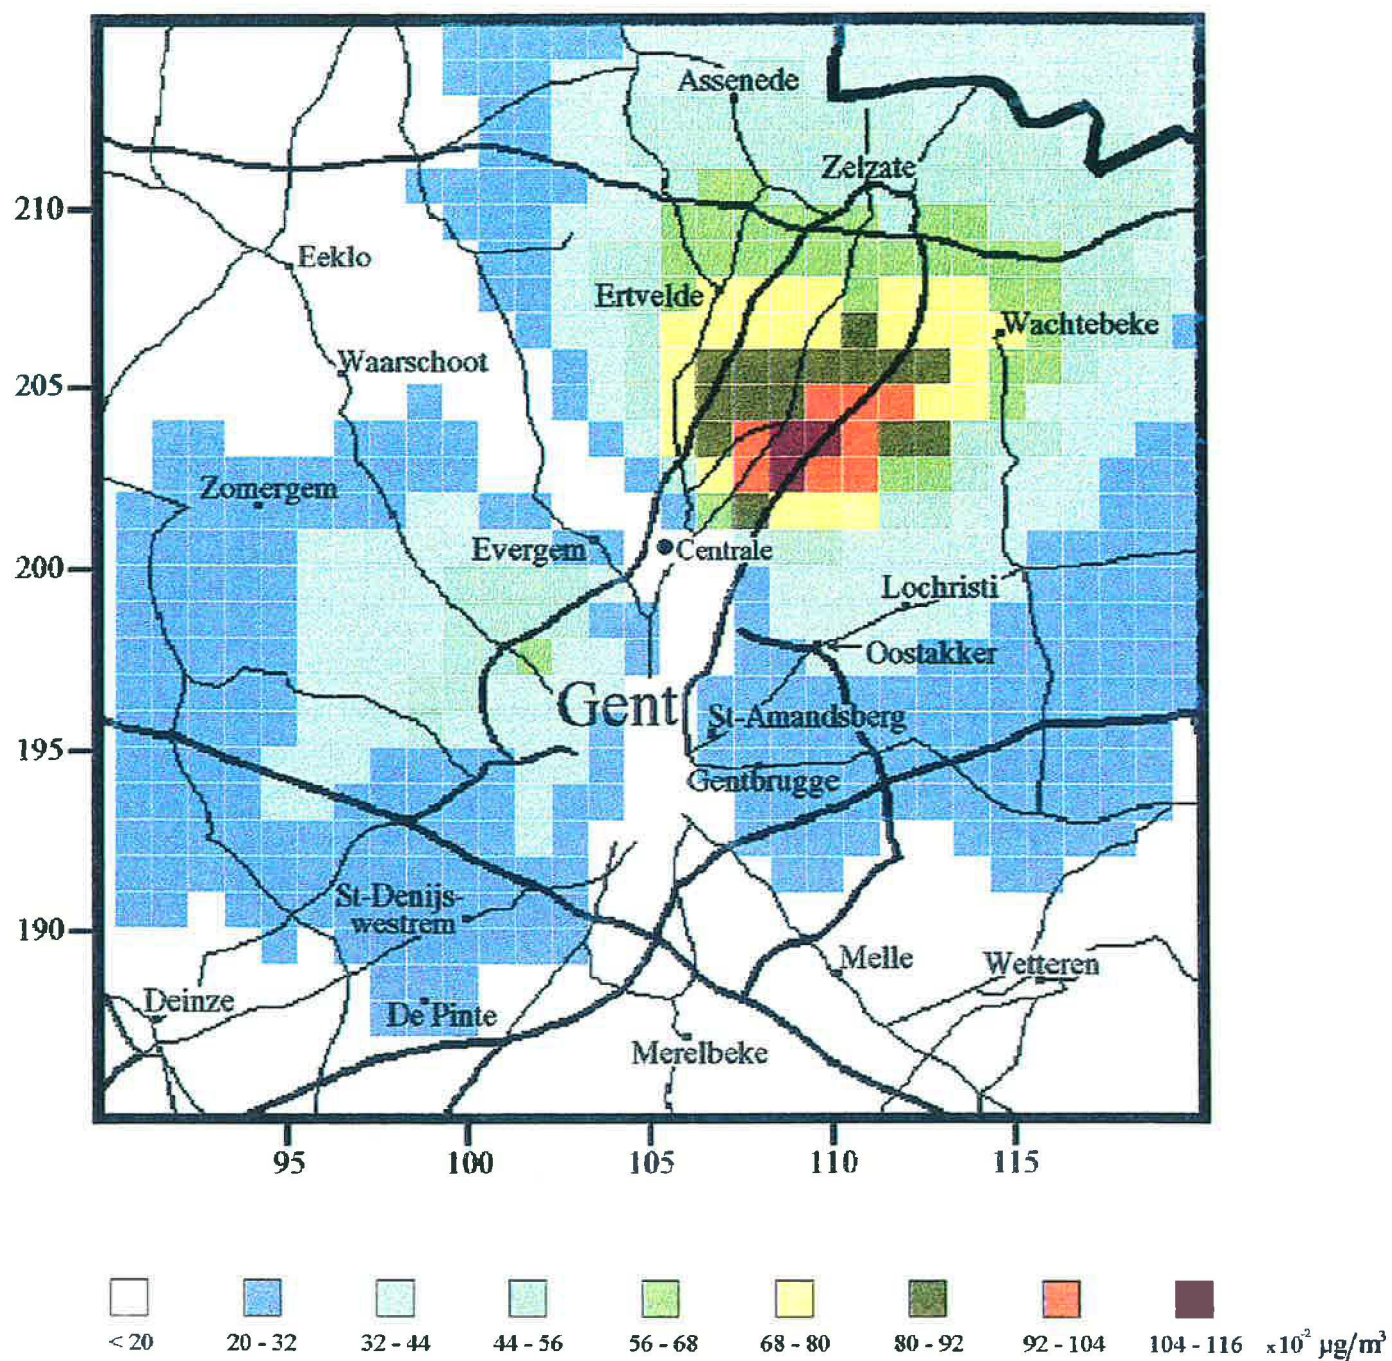 Assenede
Zelzate
210
Eeklo
Ertvelde
Wachtebeke
Waarschoot
205
Zomergem
Evergem
Centrale
200
Lochristi
Oostakker
Gent
St-Amandsberg
195
Gentbrugge
St-Denijs-
westrem
190
Melle
Wetteren
Deinze
De Pinte
Merelbeke
95 100 105 110 115
< 20 20 - 32 32 - 44 44 - 56 56 - 68 68 - 80 80 - 92 92 - 104 104 - 116 x10⁻² µg/m³